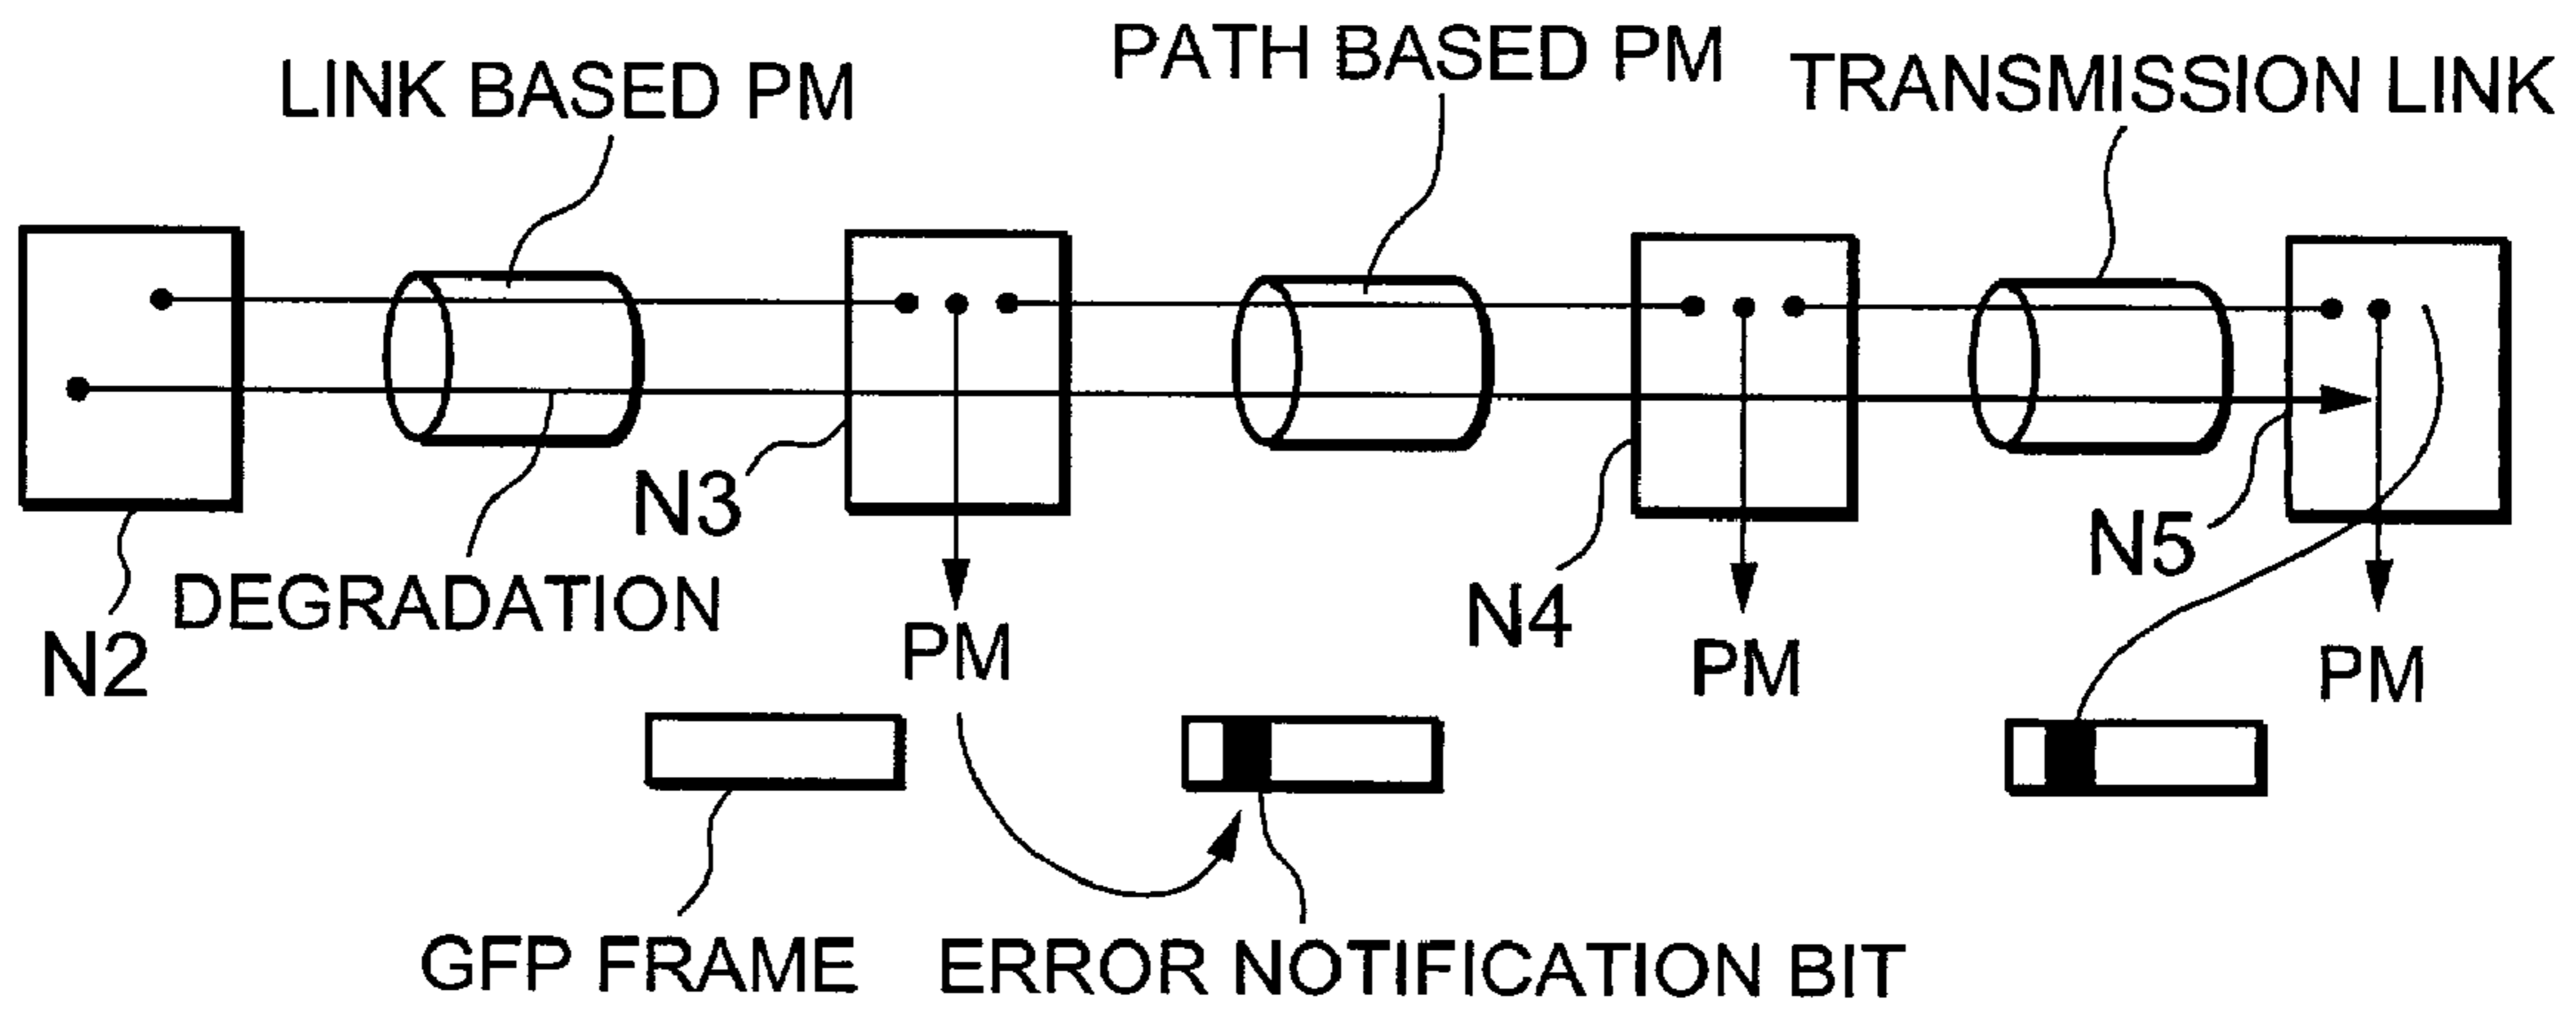 LINK BASED PM
PATH BASED PM
TRANSMISSION LINK
N2
DEGRADATION
N3
PM
N4
PM
N5
PM
GFP FRAME
ERROR NOTIFICATION BIT